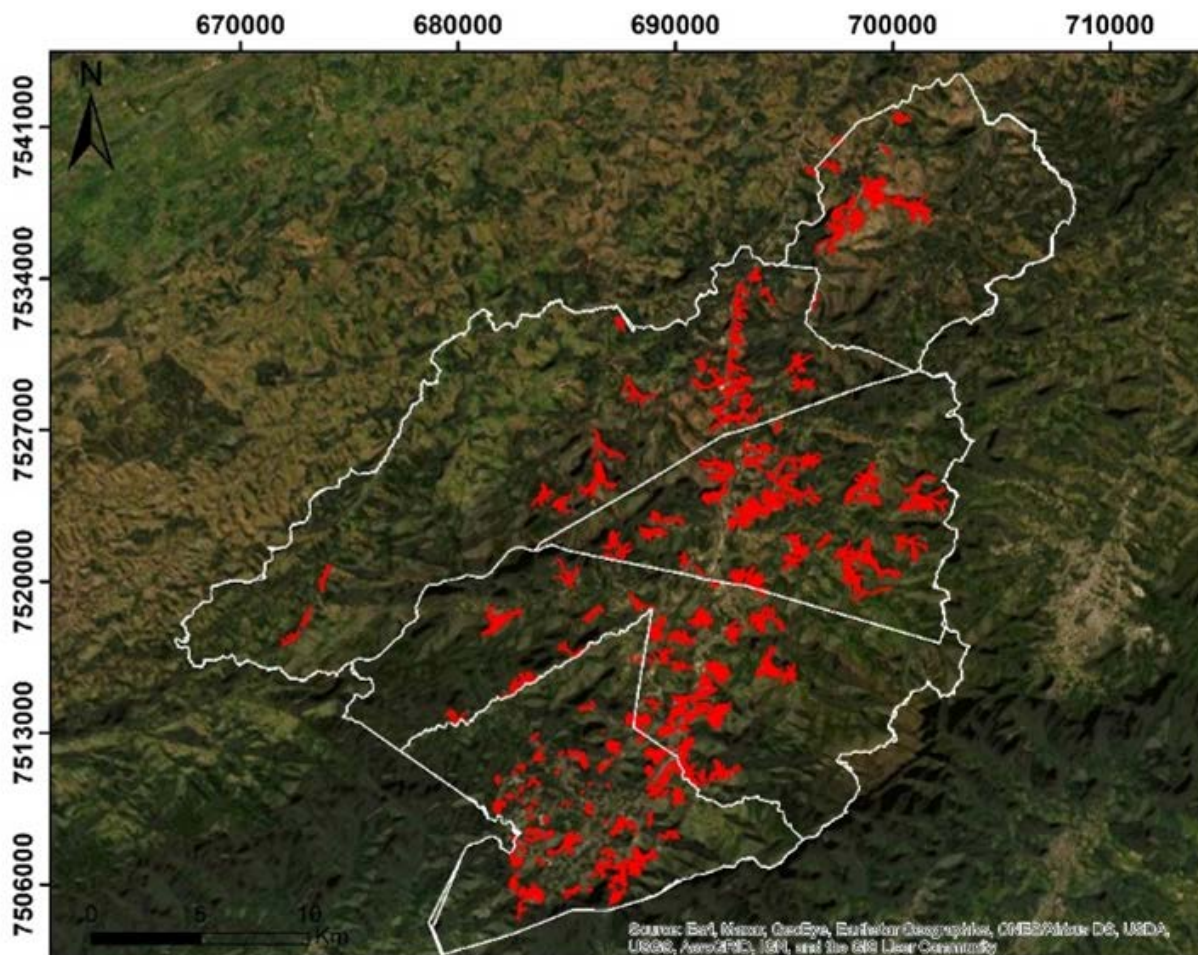 670000 680000 690000 700000 710000
N
7541000
7534000
7527000
7520000
7513000
7506000
0 5 10
Km
Source: Esri, Maxar, GeoEye, Earthstar Geographics, CNES/Airbus DS, USDA,
USGS, AeroGRID, IGN, and the GIS User Community